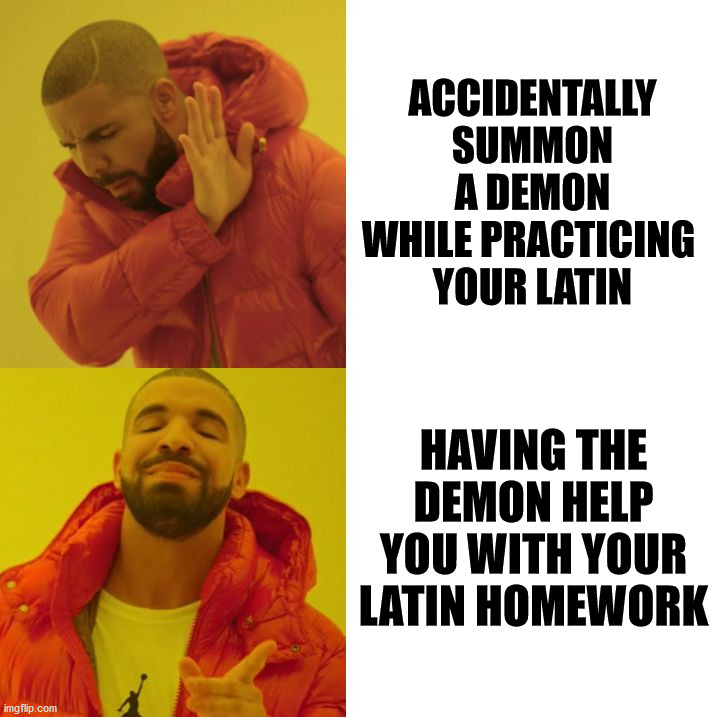 ACCIDENTALLY
SUMMON
A DEMON
WHILE PRACTICING
YOUR LATIN
HAVING THE
DEMON HELP
YOU WITH YOUR
LATIN HOMEWORK
imgflip.com